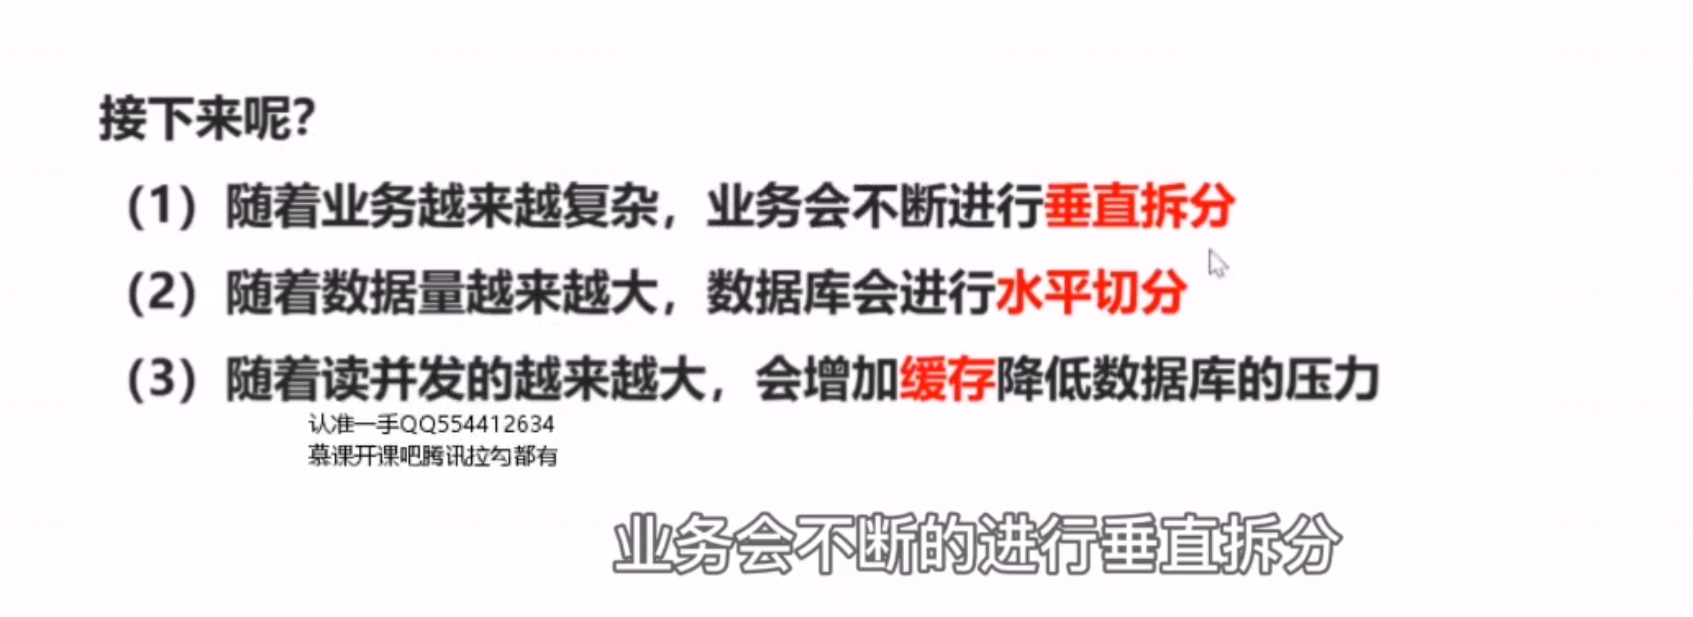 接下来呢？
（1）随着业务越来越复杂，业务会不断进行垂直拆分
（2）随着数据量越来越大，数据库会进行水平切分
（3）随着读并发的越来越大，会增加缓存降低数据库的压力
认准一手QQ554412634
慕课开课吧腾讯拉勾都有
业务会不断的进行垂直拆分